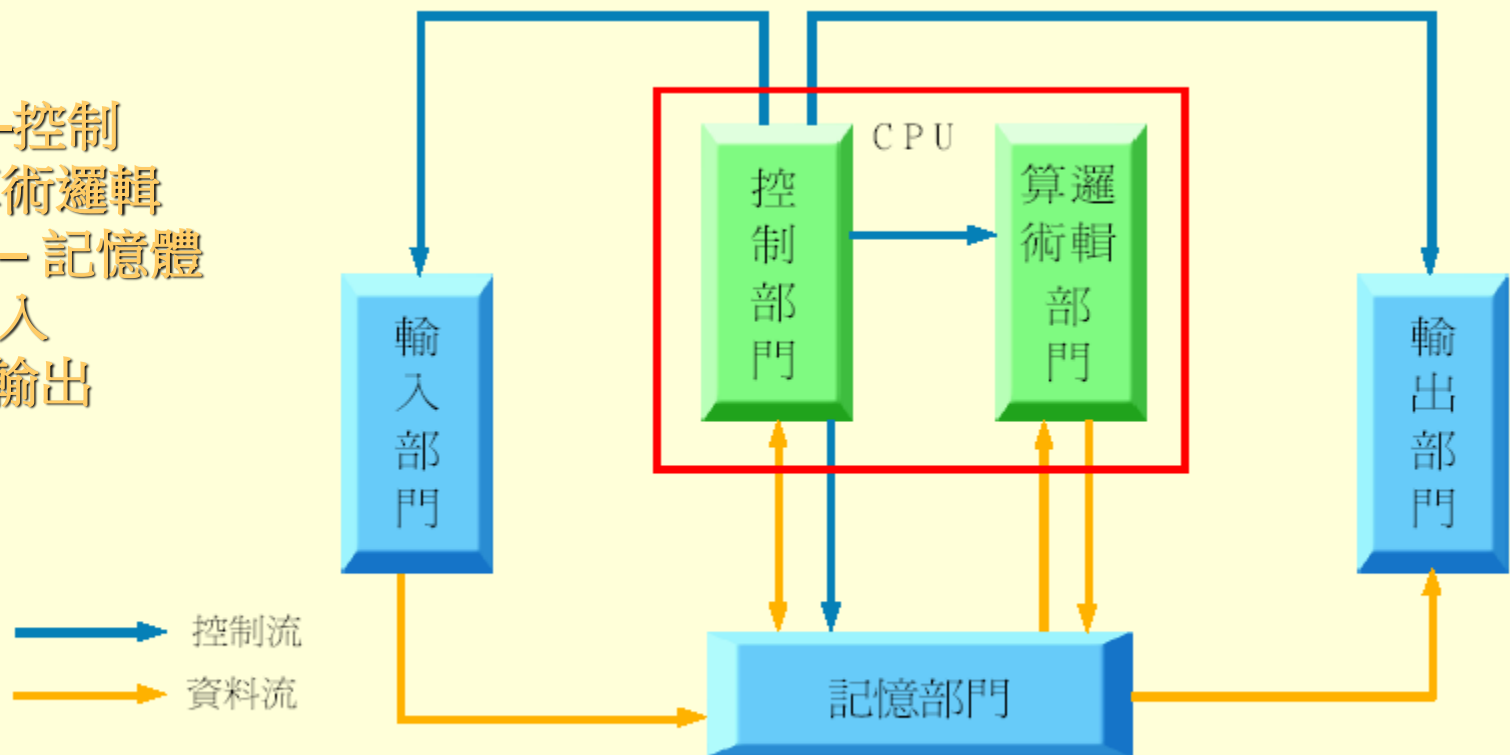 –控制
術邏輯
– 記憶體
入
輸出
CPU
控制部門
算術邏輯部門
輸入部門
輸出部門
記憶部門
控制流
資料流